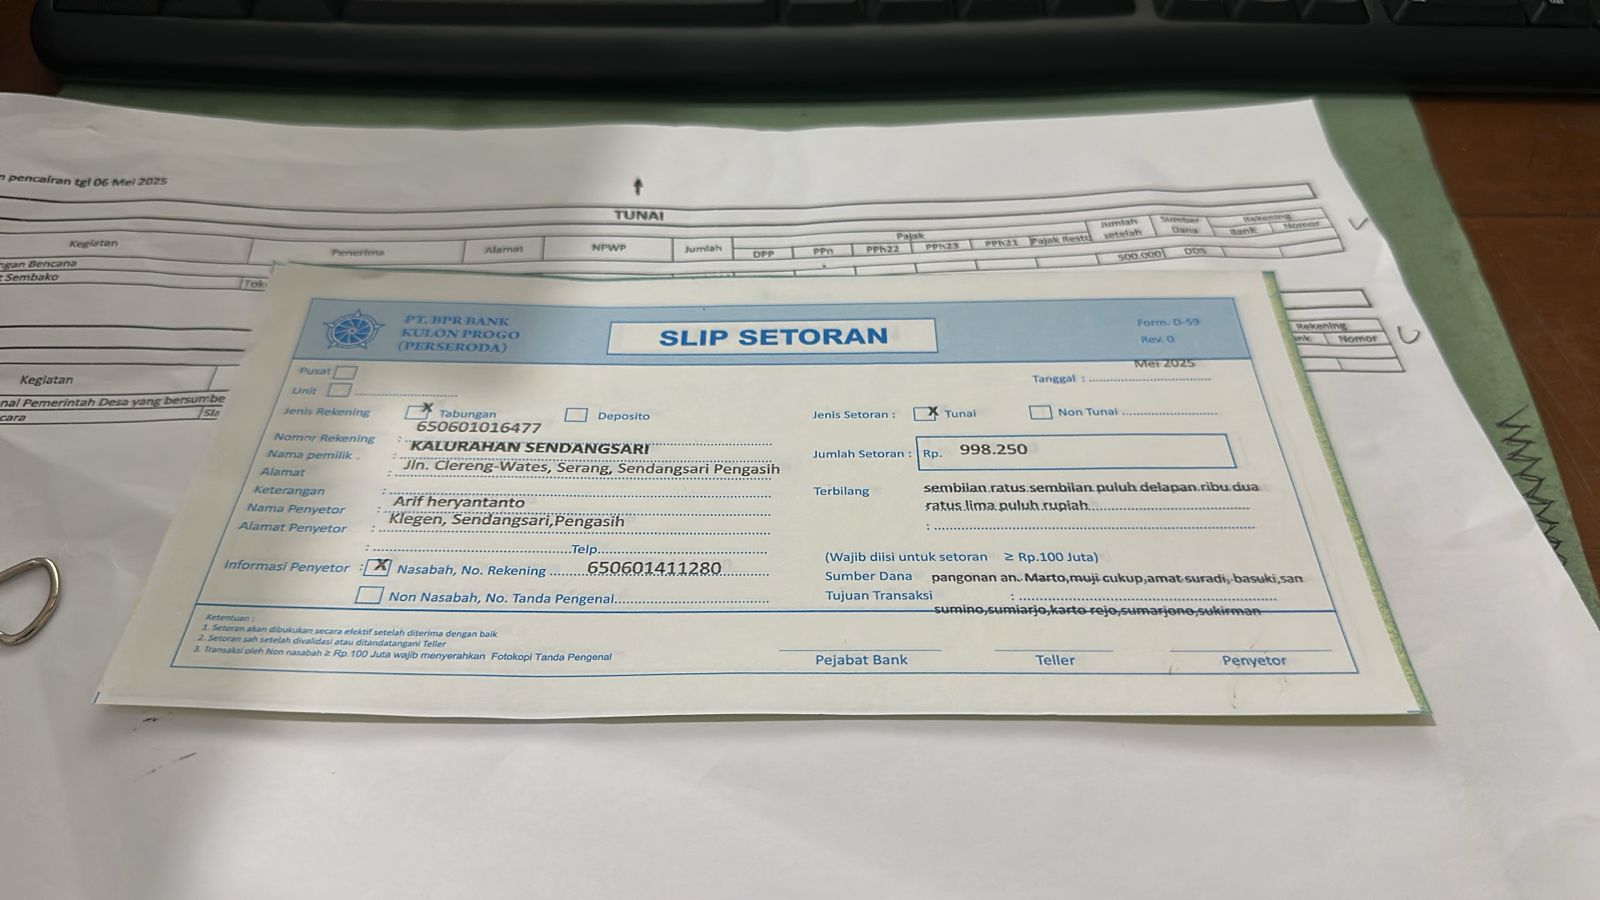 n pencairan tgl 06 Mei 2025
TUNAI
Kegiatan Penerima Alamat NPWP Jumlah Pajak Jumlah setelah Sumber Dana Rekening
DPP PPn PPh22 PPh23 PPh21 Pajak Resto Bank Nomor
ngan Bencana 500.000 DDS
t Sembako Tok
Rekening
Kegiatan ank Nomor
nal Pemerintah Desa yang bersumbe
cara Sla
PT. BPR BANK
KULON PROGO
(PERSERODA)
SLIP SETORAN
Form. D-59
Rev. 0
Pusat
Unit
Mei 2025
Tanggal :
Jenis Rekening X Tabungan Deposito
Nomor Rekening : 650601016477
Nama pemilik : KALURAHAN SENDANGSARI
Alamat : Jln. Clereng-Wates, Serang, Sendangsari Pengasih
Keterangan :
Nama Penyetor : Arif heryantanto
Alamat Penyetor : Klegen, Sendangsari,Pengasih
: Telp.
Informasi Penyetor : X Nasabah, No. Rekening 650601411280
Non Nasabah, No. Tanda Pengenal
Jenis Setoran : X Tunai Non Tunai
Jumlah Setoran : Rp. 998.250
Terbilang sembilan ratus sembilan puluh delapan ribu dua
ratus lima puluh rupiah
:
(Wajib diisi untuk setoran ≥ Rp.100 Juta)
Sumber Dana pangonan an. Marto,muji cukup,amat suradi, basuki,san
Tujuan Transaksi :
sumino,sumiarjo,karto rejo,sumarjono,sukirman
Ketentuan :
1. Setoran akan dibukukan secara efektif setelah diterima dengan baik
2. Setoran sah setelah divalidasi atau ditandatangani Teller
3. Transaksi oleh Non nasabah ≥ Rp.100 Juta wajib menyerahkan Fotokopi Tanda Pengenal
Pejabat Bank Teller Penyetor